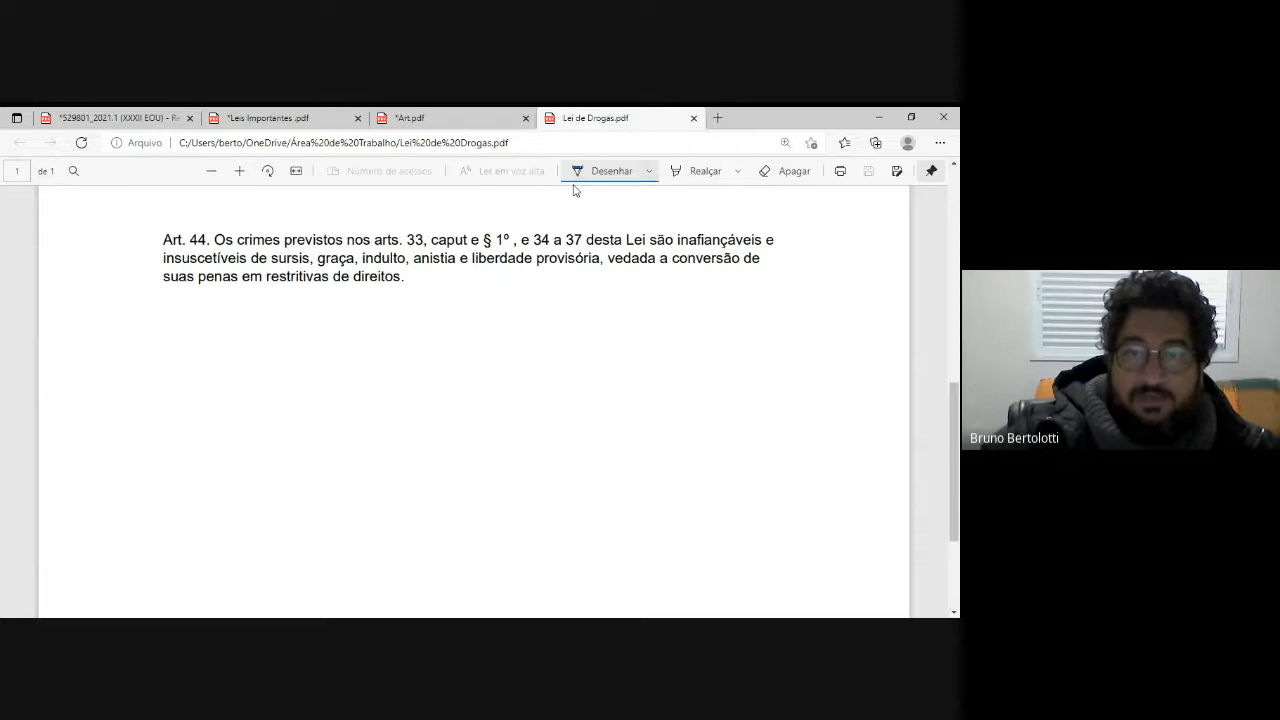 *529801_2021.1 (XXXII EOU) - Re
*Leis Importantes .pdf
*Art.pdf
Lei de Drogas.pdf
Arquivo
C:/Users/berto/OneDrive/Área%20de%20Trabalho/Lei%20de%20Drogas.pdf
1 de 1
Número de acessos
Ler em voz alta
Desenhar
Realçar
Apagar
Art. 44. Os crimes previstos nos arts. 33, caput e § 1º , e 34 a 37 desta Lei são inafiançáveis e
insuscetíveis de sursis, graça, indulto, anistia e liberdade provisória, vedada a conversão de
suas penas em restritivas de direitos.
Bruno Bertolotti